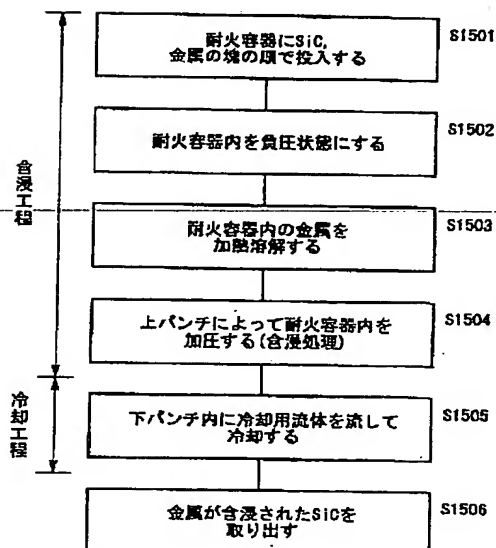 耐火容器にSiC,
金属の塊の順で投入する
S1501
耐火容器内を負圧状態にする
S1502
耐火容器内の金属を
加熱溶解する
S1503
上パンチによって耐火容器内を
加圧する(含浸処理)
S1504
含浸工程
下パンチ内に冷却用流体を流して
冷却する
S1505
冷却工程
金属が含浸されたSiCを
取り出す
S1506